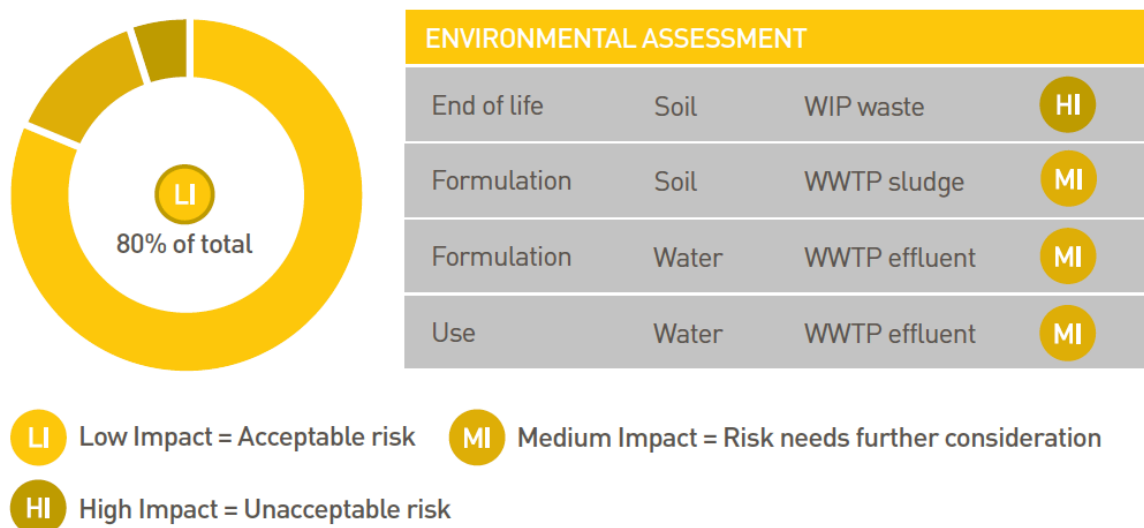 LI
80% of total
ENVIRONMENTAL ASSESSMENT
End of life Soil WIP waste HI
Formulation Soil WWTP sludge MI
Formulation Water WWTP effluent MI
Use Water WWTP effluent MI
LI Low Impact = Acceptable risk MI Medium Impact = Risk needs further consideration
HI High Impact = Unacceptable risk